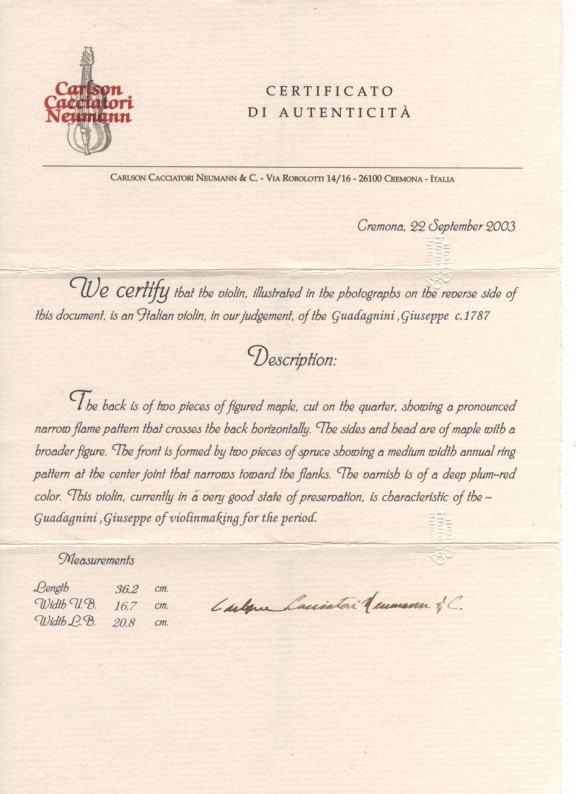 Carlson
Cacciatori
Neumann
CERTIFICATO
DI AUTENTICITÀ
CARLSON CACCIATORI NEUMANN & C. - VIA ROBOLOTTI 14/16 - 26100 CREMONA - ITALIA
Cremona, 22 September 2003
We certify that the violin, illustrated in the photographs on the reverse side of
this document, is an Italian violin, in our judgement, of the Guadagnini ,Giuseppe c.1787
Description:
The back is of two pieces of figured maple, cut on the quarter, showing a pronounced
narrow flame pattern that crosses the back horizontally. The sides and head are of maple with a
broader figure. The front is formed by two pieces of spruce showing a medium width annual ring
pattern at the center joint that narrows toward the flanks. The varnish is of a deep plum-red
color. This violin, currently in á very good state of preservation, is characteristic of the ~
Guadagnini ,Giuseppe of violinmaking for the period.
Measurements
Length 36.2 cm.
Width U.B. 16.7 cm.
Width L.B. 20.8 cm.
Carlson Cacciatori Neumann & C.